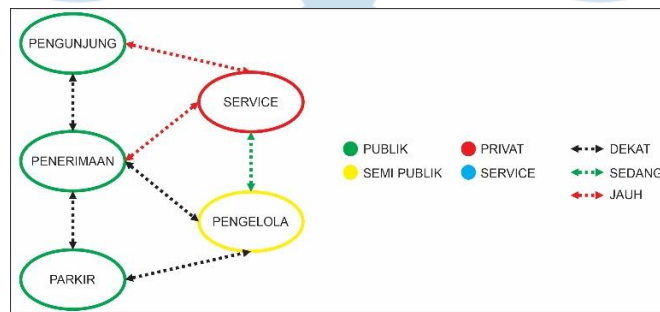 PENGUNJUNG
SERVICE
PENERIMAAN
PENGELOLA
PARKIR
PUBLIK
PRIVAT
DEKAT
SEMI PUBLIK
SERVICE
SEDANG
JAUH